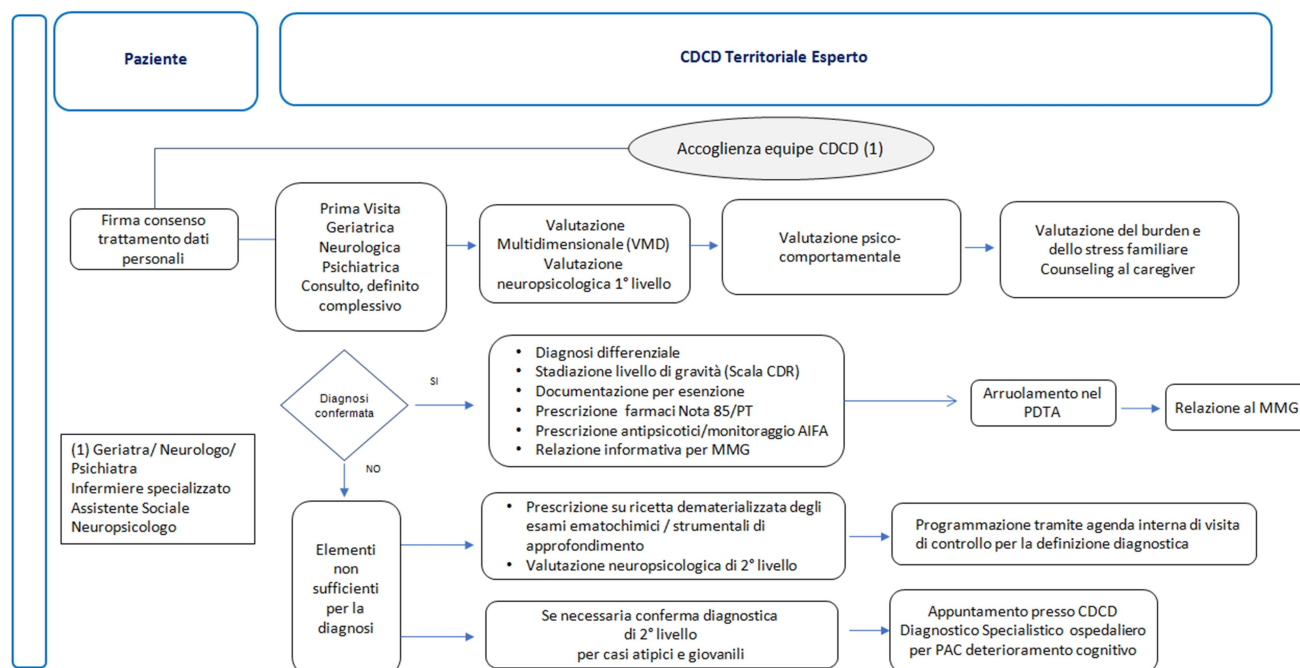 Paziente
CDCD Territoriale Esperto
Accoglienza equipe CDCD (1)
Firma consenso
trattamento dati
personali
Prima Visita
Geriatrica
Neurologica
Psichiatrica
Consulto, definito
complessivo
Valutazione
Multidimensionale (VMD)
Valutazione
neuropsicologica 1° livello
Valutazione psico-
comportamentale
Valutazione del burden e
dello stress familiare
Counseling al caregiver
Diagnosi
confermata
SI
• Diagnosi differenziale
• Stadiazione livello di gravità (Scala CDR)
• Documentazione per esenzione
• Prescrizione farmaci Nota 85/PT
• Prescrizione antipsicotici/monitoraggio AIFA
• Relazione informativa per MMG
Arruolamento nel
PDTA
Relazione al MMG
(1) Geriatra/ Neurologo/
Psichiatra
Infermiere specializzato
Assistente Sociale
Neuropsicologo
NO
Elementi
non
sufficienti
per la
diagnosi
• Prescrizione su ricetta dematerializzata degli
esami ematochimici / strumentali di
approfondimento
• Valutazione neuropsicologica di 2° livello
Programmazione tramite agenda interna di visita
di controllo per la definizione diagnostica
Se necessaria conferma diagnostica
di 2° livello
per casi atipici e giovanili
Appuntamento presso CDCD
Diagnostico Specialistico ospedaliero
per PAC deterioramento cognitivo